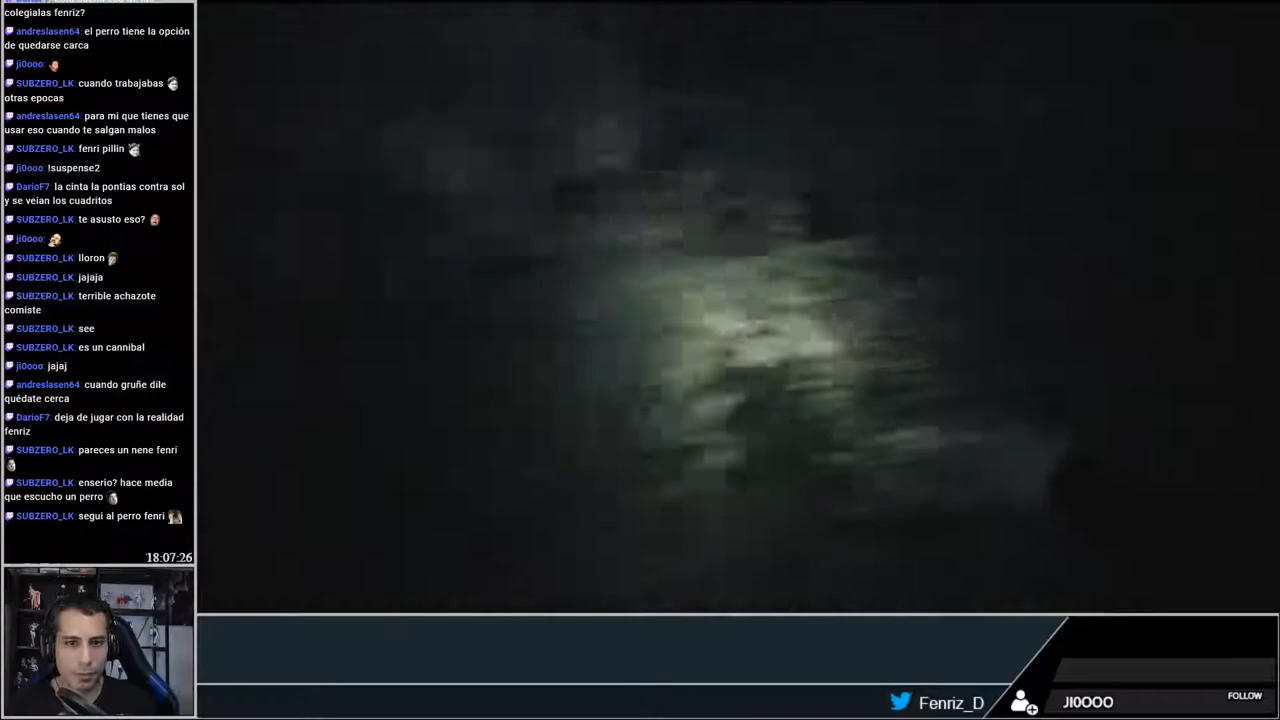 colegialas fenriz?
andreslasen64: el perro tiene la opción
de quedarse carca
ji0ooo:
SUBZERO_LK: cuando trabajabas
otras epocas
andreslasen64: para mi que tienes que
usar eso cuando te salgan malos
SUBZERO_LK: fenri pillin
ji0ooo: !suspense2
DarioF7: la cinta la pontias contra sol
y se veian los cuadritos
SUBZERO_LK: te asusto eso?
ji0ooo:
SUBZERO_LK: lloron
SUBZERO_LK: jajaja
SUBZERO_LK: terrible achazote
comiste
SUBZERO_LK: see
SUBZERO_LK: es un cannibal
ji0ooo: jajaj
andreslasen64: cuando gruñe dile
quédate cerca
DarioF7: deja de jugar con la realidad
fenriz
SUBZERO_LK: pareces un nene fenri
SUBZERO_LK: enserio? hace media
que escucho un perro
SUBZERO_LK: segui al perro fenri
18:07:26
Fenriz_D
JI0OOO
FOLLOW